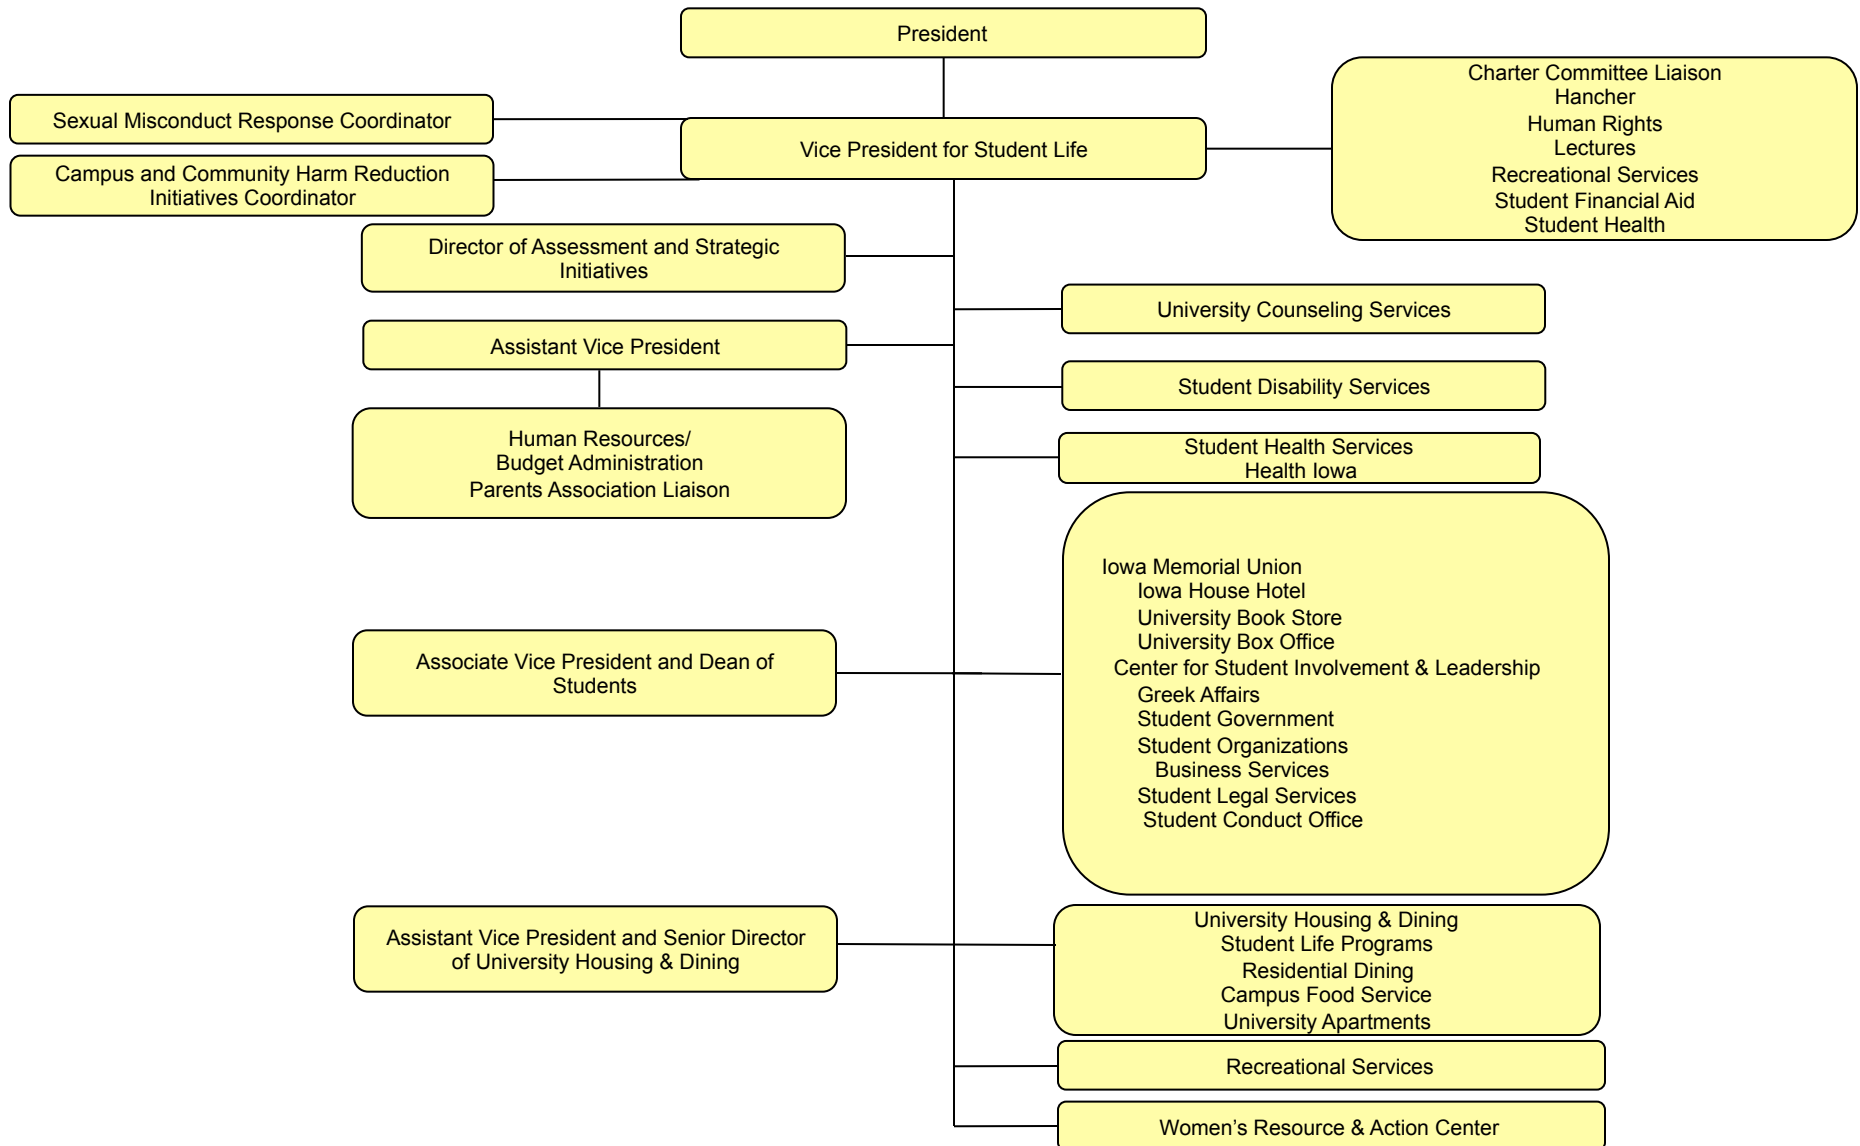 President
Charter Committee Liaison
Hancher
Human Rights
Lectures
Recreational Services
Student Financial Aid
Student Health
Sexual Misconduct Response Coordinator
Vice President for Student Life
Campus and Community Harm Reduction
Initiatives Coordinator
Director of Assessment and Strategic
Initiatives
University Counseling Services
Assistant Vice President
Student Disability Services
Human Resources/
Budget Administration
Parents Association Liaison
Student Health Services
Health Iowa
Iowa Memorial Union
Iowa House Hotel
University Book Store
University Box Office
Center for Student Involvement & Leadership
Greek Affairs
Student Government
Student Organizations
Business Services
Student Legal Services
Student Conduct Office
Associate Vice President and Dean of
Students
Assistant Vice President and Senior Director
of University Housing & Dining
University Housing & Dining
Student Life Programs
Residential Dining
Campus Food Service
University Apartments
Recreational Services
Women’s Resource & Action Center